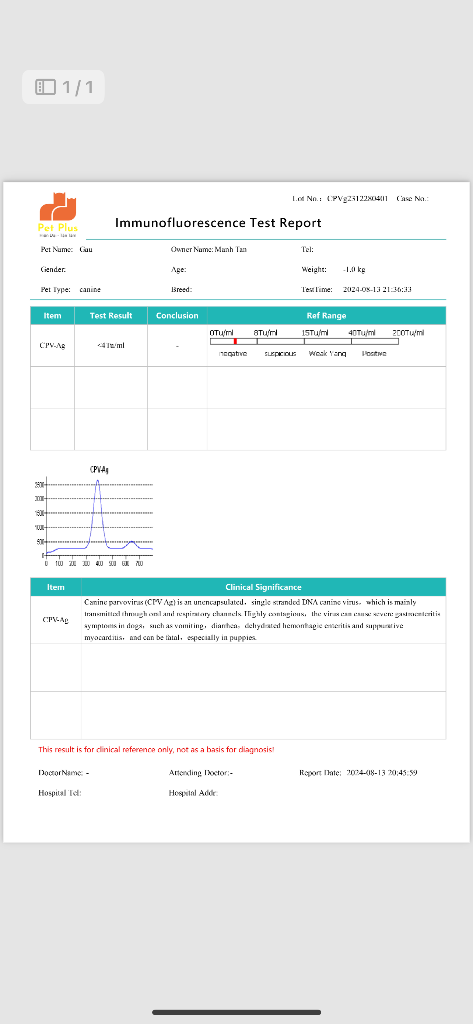 1/1
Lot No.: CPVg2312280401 Case No.:
Pet Plus
Immunofluorescence Test Report
Pet Name: Gau Owner Name: Manh Tan Tel:
Gender: Age: Weight: -1.0 kg
Pet Type: canine Breed: Test Time: 2024-08-13 21:36:33
Item Test Result Conclusion Ref Range
0Tu/ml 8Tu/ml 15Tu/ml 40Tu/ml 200Tu/ml
CPV-Ag <4Tu/ml -
negative suspicious Weak Yang Positive
CPV-Ag
2500
2000
1500
1000
500
0
0 100 200 300 400 500 600 700
Item Clinical Significance
CPV-Ag
Canine parvovirus (CPV Ag) is an unencapsulated, single stranded DNA canine virus, which is mainly
transmitted through oral and respiratory channels. Highly contagious, the virus can cause severe gastroenteritis
symptoms in dogs, such as vomiting, diarrhea, dehydrated hemorrhagic enteritis and suppurative
myocarditis, and can be fatal, especially in puppies.
This result is for clinical reference only, not as a basis for diagnosis!
DoctorName: - Attending Doctor:- Report Date: 2024-08-13 20:45:59
Hospital Tel: Hospital Addr: